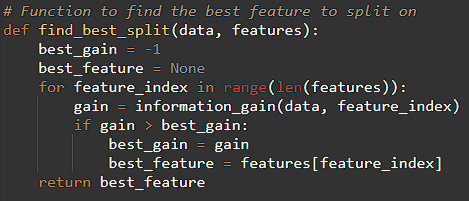 # Function to find the best feature to split on
def find_best_split(data, features):
    best_gain = -1
    best_feature = None
    for feature_index in range(len(features)):
        gain = information_gain(data, feature_index)
        if gain > best_gain:
            best_gain = gain
            best_feature = features[feature_index]
    return best_feature